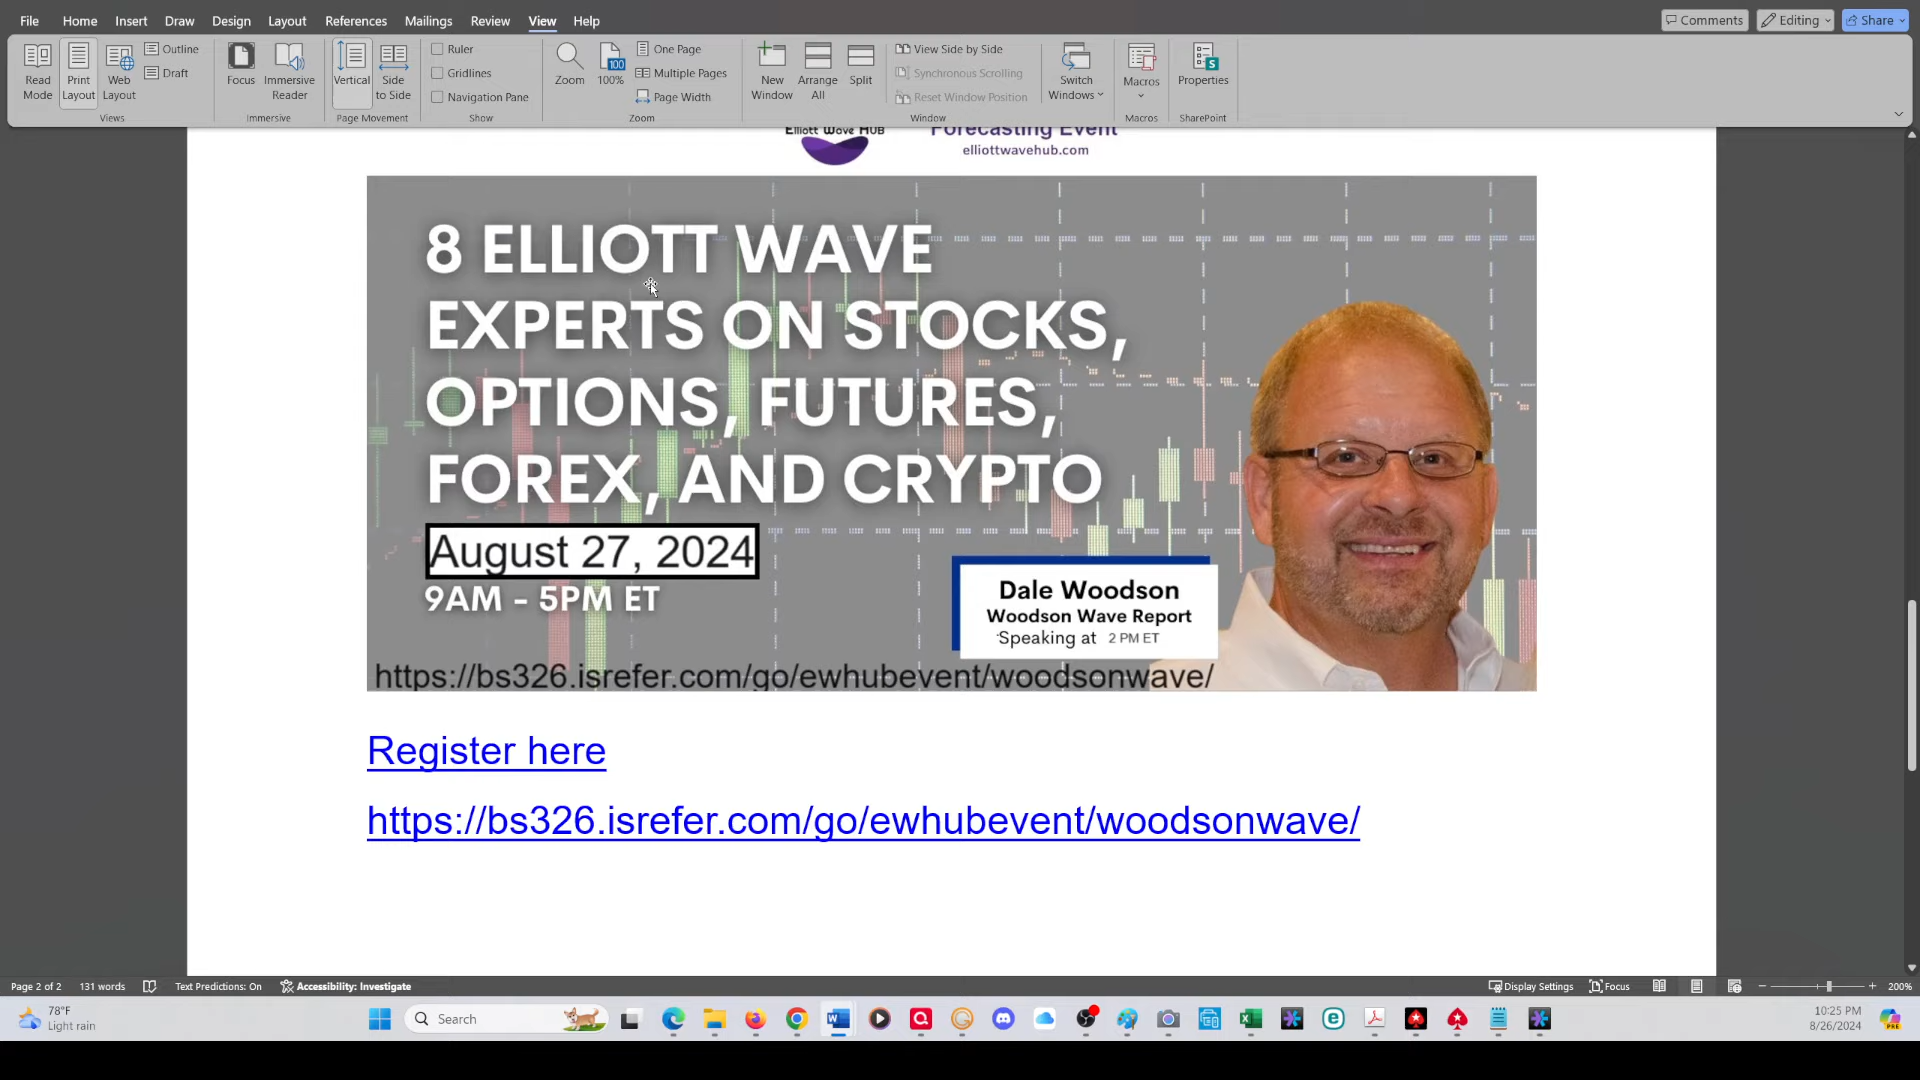 File Home Insert Draw Design Layout References Mailings Review View Help Comments Editing Share
Read Mode Print Layout Web Layout Outline Draft Focus Immersive Reader Vertical Side to Side Ruler Gridlines Navigation Pane Zoom 100 100% One Page Multiple Pages Page Width New Window Arrange All Split View Side by Side Synchronous Scrolling Reset Window Position Switch Windows Macros Properties
Views Immersive Page Movement Show Zoom Window Macros SharePoint
Elliott Wave HUB Forecasting Event
elliottwavehub.com
8 ELLIOTT WAVE
EXPERTS ON STOCKS,
OPTIONS, FUTURES,
FOREX, AND CRYPTO
August 27, 2024
9AM - 5PM ET
Dale Woodson
Woodson Wave Report
Speaking at 2 PM ET
https://bs326.isrefer.com/go/ewhubevent/woodsonwave/
Register here
https://bs326.isrefer.com/go/ewhubevent/woodsonwave/
Page 2 of 2 131 words Text Predictions: On Accessibility: Investigate Display Settings Focus 200%
78°F
Light rain
Search
10:25 PM
8/26/2024